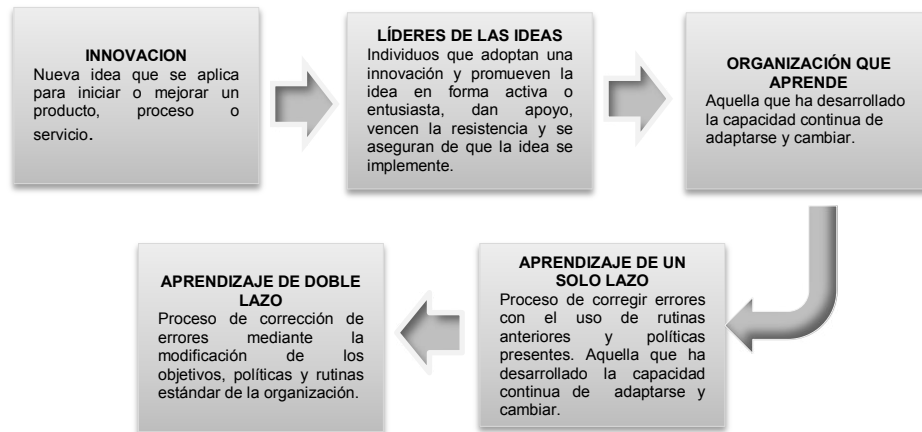 INNOVACION
Nueva idea que se aplica
para iniciar o mejorar un
producto, proceso o
servicio.
LÍDERES DE LAS IDEAS
Individuos que adoptan una
innovación y promueven la
idea en forma activa o
entusiasta, dan apoyo,
vencen la resistencia y se
aseguran de que la idea se
implemente.
ORGANIZACIÓN QUE
APRENDE
Aquella que ha desarrollado
la capacidad continua de
adaptarse y cambiar.
APRENDIZAJE DE UN
SOLO LAZO
Proceso de corregir errores
con el uso de rutinas
anteriores y políticas
presentes. Aquella que ha
desarrollado la capacidad
continua de adaptarse y
cambiar.
APRENDIZAJE DE DOBLE
LAZO
Proceso de corrección de
errores mediante la
modificación de los
objetivos, políticas y rutinas
estándar de la organización.